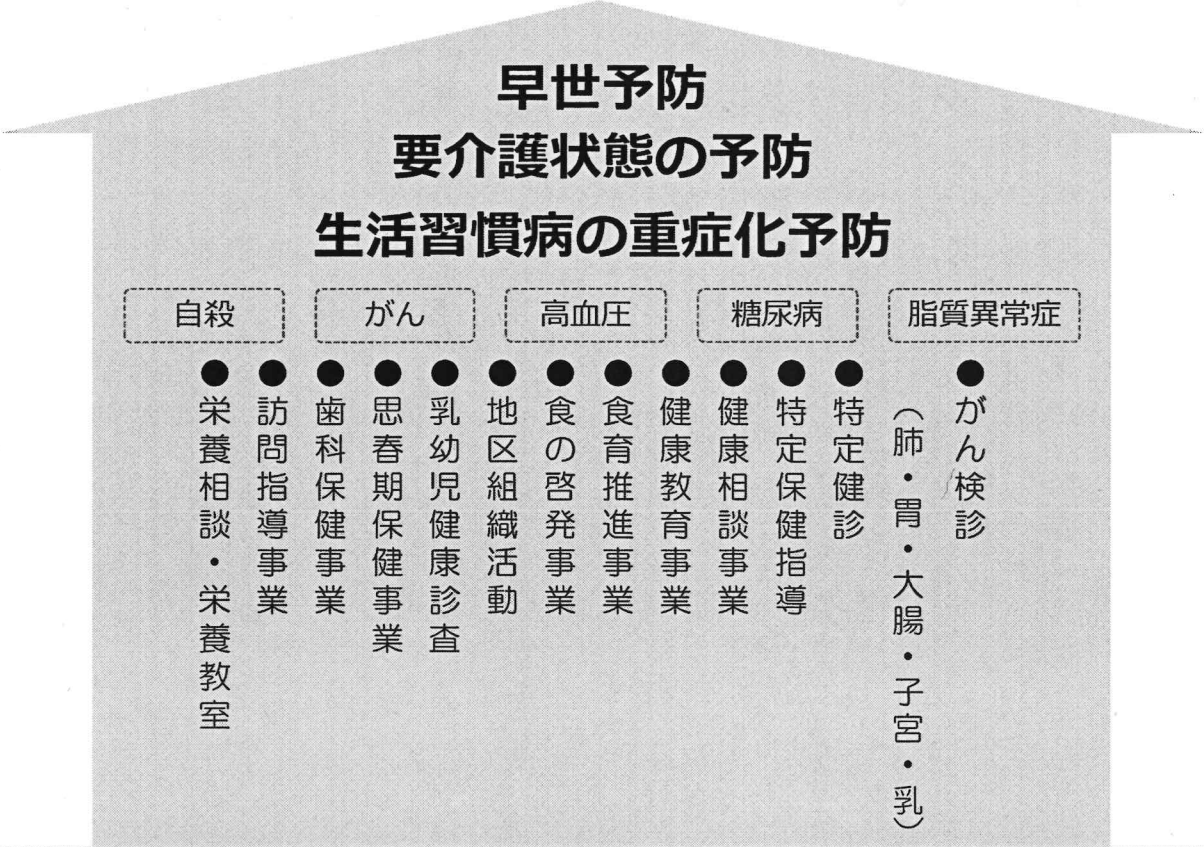 早世予防
要介護状態の予防
生活習慣病の重症化予防
自殺
がん
高血圧
糖尿病
脂質異常症
●がん検診
（肺・胃・大腸・子宮・乳）
●特定健診
●特定保健指導
●健康相談事業
●健康教育事業
●食育推進事業
●食の啓発事業
●地区組織活動
●乳幼児健康診査
●思春期保健事業
●歯科保健事業
●訪問指導事業
●栄養相談・栄養教室